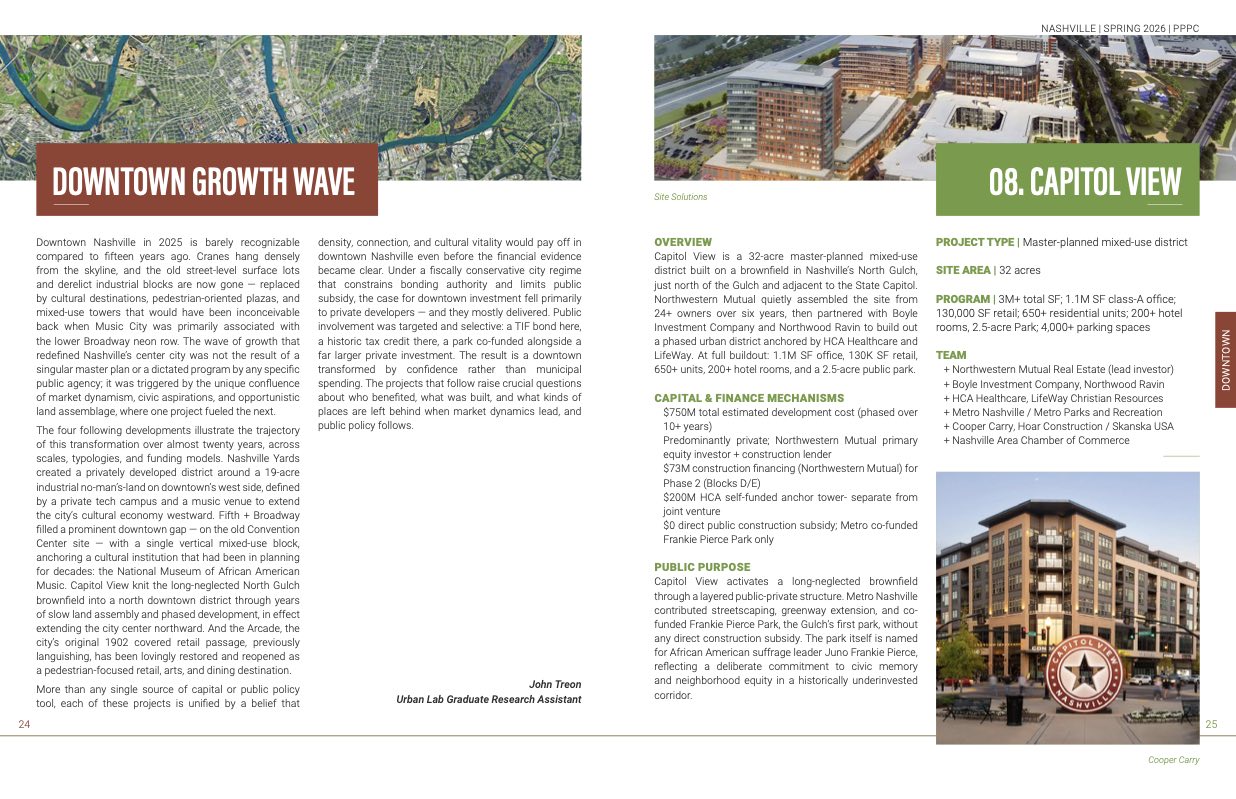 NASHVILLE | SPRING 2026 | PPPC
DOWNTOWN GROWTH WAVE
Downtown Nashville in 2025 is barely recognizable
compared to fifteen years ago. Cranes hang densely
from the skyline, and the old street-level surface lots
and derelict industrial blocks are now gone — replaced
by cultural destinations, pedestrian-oriented plazas, and
mixed-use towers that would have been inconceivable
back when Music City was primarily associated with
the lower Broadway neon row. The wave of growth that
redefined Nashville's center city was not the result of a
singular master plan or a dictated program by any specific
public agency; it was triggered by the unique confluence
of market dynamism, civic aspirations, and opportunistic
land assemblage, where one project fueled the next.
The four following developments illustrate the trajectory
of this transformation over almost twenty years, across
scales, typologies, and funding models. Nashville Yards
created a privately developed district around a 19-acre
industrial no-man's-land on downtown's west side, defined
by a private tech campus and a music venue to extend
the city's cultural economy westward. Fifth + Broadway
filled a prominent downtown gap — on the old Convention
Center site — with a single vertical mixed-use block,
anchoring a cultural institution that had been in planning
for decades: the National Museum of African American
Music. Capitol View knit the long-neglected North Gulch
brownfield into a north downtown district through years
of slow land assembly and phased development, in effect
extending the city center northward. And the Arcade, the
city's original 1902 covered retail passage, previously
languishing, has been lovingly restored and reopened as
a pedestrian-focused retail, arts, and dining destination.
More than any single source of capital or public policy
tool, each of these projects is unified by a belief that
density, connection, and cultural vitality would pay off in
downtown Nashville even before the financial evidence
became clear. Under a fiscally conservative city regime
that constrains bonding authority and limits public
subsidy, the case for downtown investment fell primarily
to private developers — and they mostly delivered. Public
involvement was targeted and selective: a TIF bond here,
a historic tax credit there, a park co-funded alongside a
far larger private investment. The result is a downtown
transformed by confidence rather than municipal
spending. The projects that follow raise crucial questions
about who benefited, what was built, and what kinds of
places are left behind when market dynamics lead, and
public policy follows.
John Treon
Urban Lab Graduate Research Assistant
24
08. CAPITOL VIEW
Site Solutions
OVERVIEW
Capitol View is a 32-acre master-planned mixed-use
district built on a brownfield in Nashville's North Gulch,
just north of the Gulch and adjacent to the State Capitol.
Northwestern Mutual quietly assembled the site from
24+ owners over six years, then partnered with Boyle
Investment Company and Northwood Ravin to build out
a phased urban district anchored by HCA Healthcare and
LifeWay. At full buildout: 1.1M SF office, 130K SF retail,
650+ units, 200+ hotel rooms, and a 2.5-acre public park.
CAPITAL & FINANCE MECHANISMS
$750M total estimated development cost (phased over
10+ years)
Predominantly private; Northwestern Mutual primary
equity investor + construction lender
$73M construction financing (Northwestern Mutual) for
Phase 2 (Blocks D/E)
$200M HCA self-funded anchor tower- separate from
joint venture
$0 direct public construction subsidy; Metro co-funded
Frankie Pierce Park only
PUBLIC PURPOSE
Capitol View activates a long-neglected brownfield
through a layered public-private structure. Metro Nashville
contributed streetscaping, greenway extension, and co-
funded Frankie Pierce Park, the Gulch's first park, without
any direct construction subsidy. The park itself is named
for African American suffrage leader Juno Frankie Pierce,
reflecting a deliberate commitment to civic memory
and neighborhood equity in a historically underinvested
corridor.
PROJECT TYPE | Master-planned mixed-use district
SITE AREA | 32 acres
PROGRAM | 3M+ total SF; 1.1M SF class-A office;
130,000 SF retail; 650+ residential units; 200+ hotel
rooms, 2.5-acre Park; 4,000+ parking spaces
TEAM
+ Northwestern Mutual Real Estate (lead investor)
+ Boyle Investment Company, Northwood Ravin
+ HCA Healthcare, LifeWay Christian Resources
+ Metro Nashville / Metro Parks and Recreation
+ Cooper Carry, Hoar Construction / Skanska USA
+ Nashville Area Chamber of Commerce
DOWNTOWN
CAPITOL VIEW
NASHVILLE
25
Cooper Carry